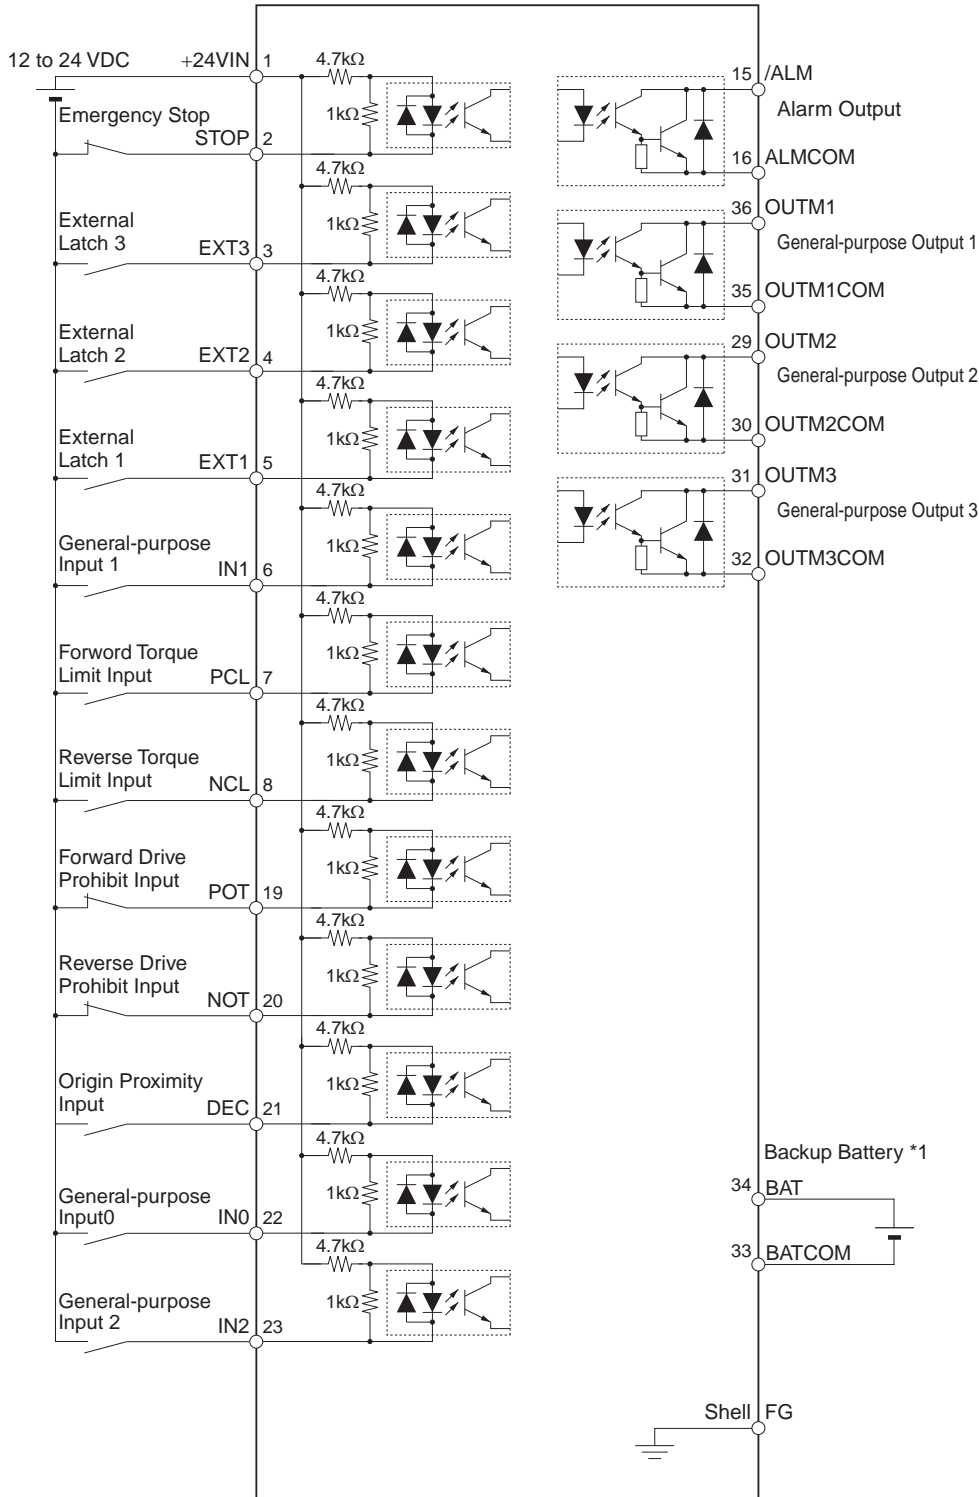 12 to 24 VDC
+24VIN 1
4.7kΩ
1kΩ
Emergency Stop
STOP 2
4.7kΩ
1kΩ
External
Latch 3
EXT3 3
4.7kΩ
1kΩ
External
Latch 2
EXT2 4
4.7kΩ
1kΩ
External
Latch 1
EXT1 5
4.7kΩ
1kΩ
General-purpose
Input 1
IN1 6
4.7kΩ
1kΩ
Forword Torque
Limit Input
PCL 7
4.7kΩ
1kΩ
Reverse Torque
Limit Input
NCL 8
4.7kΩ
1kΩ
Forward Drive
Prohibit Input
POT 19
4.7kΩ
1kΩ
Reverse Drive
Prohibit Input
NOT 20
4.7kΩ
1kΩ
Origin Proximity
Input
DEC 21
4.7kΩ
1kΩ
General-purpose
Input0
IN0 22
4.7kΩ
1kΩ
General-purpose
Input 2
IN2 23
15 /ALM
Alarm Output
16 ALMCOM
36 OUTM1
General-purpose Output 1
35 OUTM1COM
29 OUTM2
General-purpose Output 2
30 OUTM2COM
31 OUTM3
General-purpose Output 3
32 OUTM3COM
Backup Battery *1
34 BAT
33 BATCOM
Shell FG